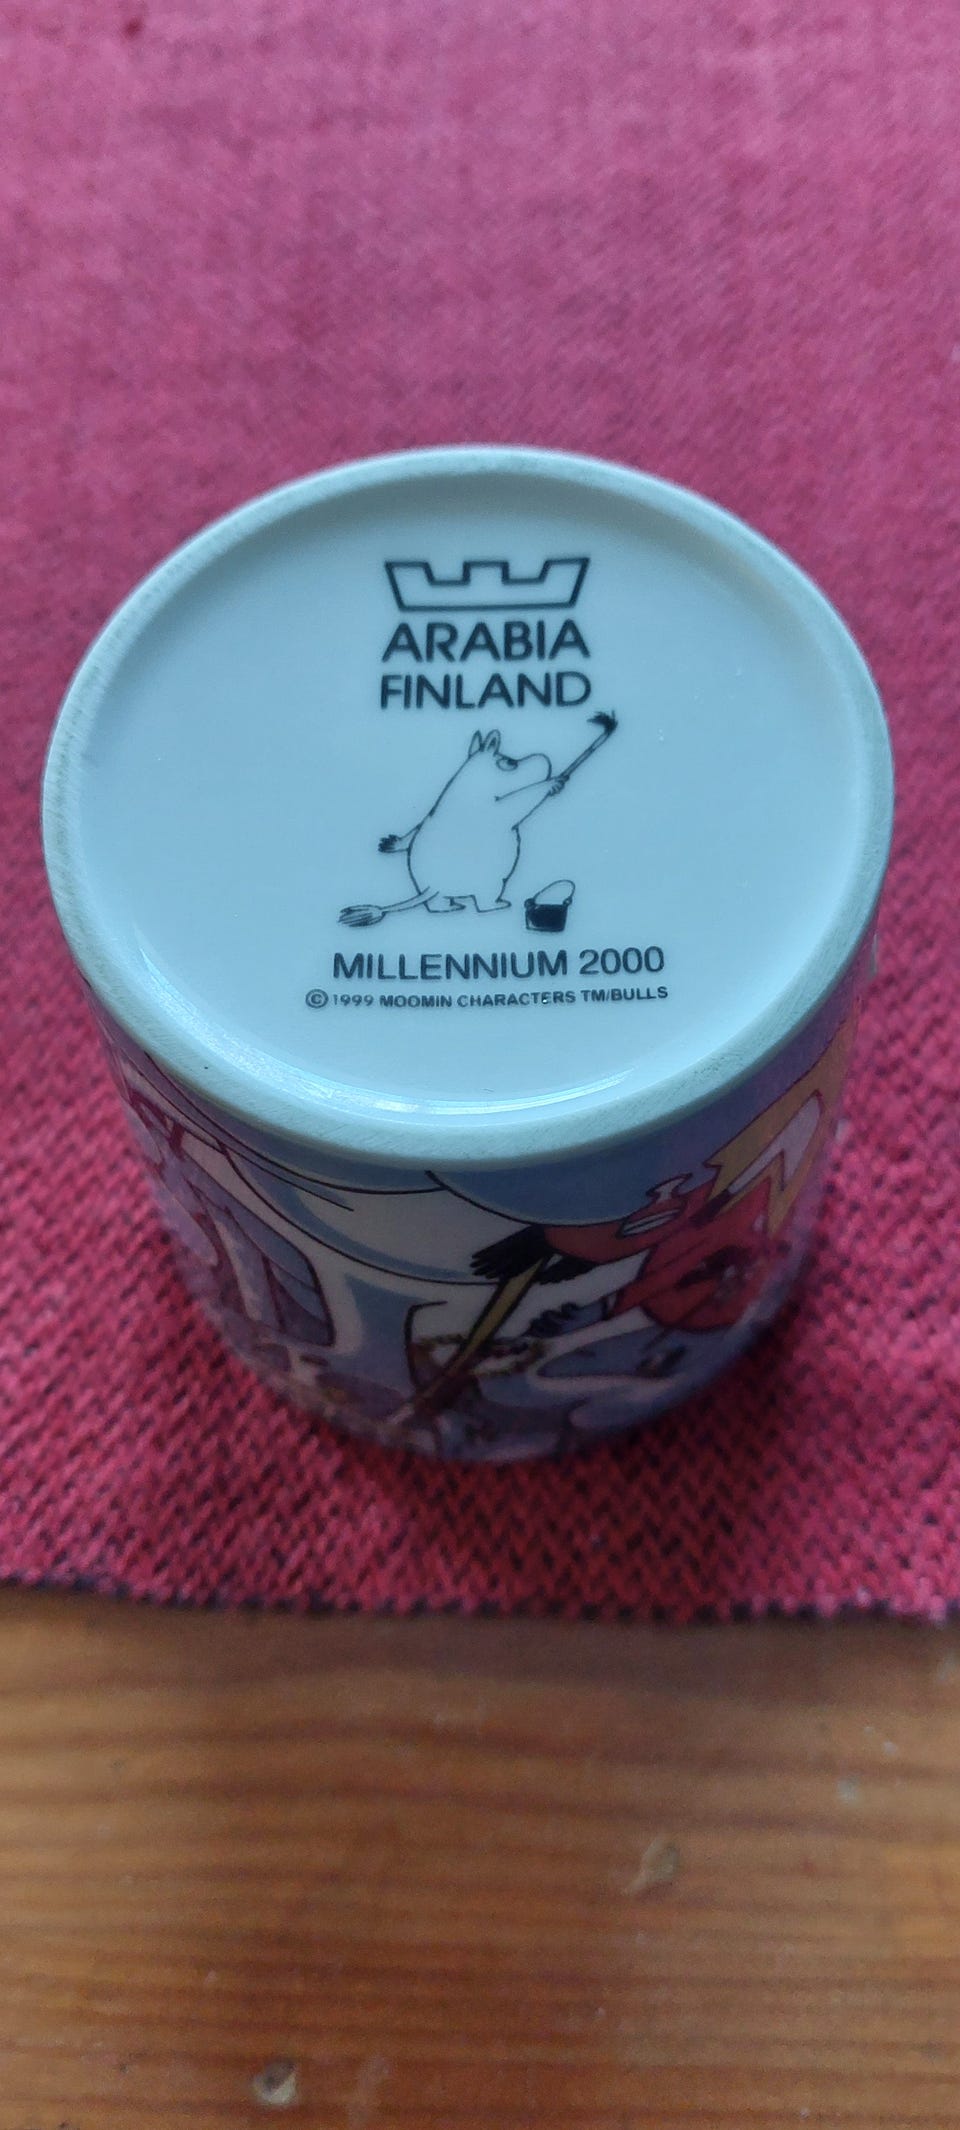 ARABIA
FINLAND
MILLENNIUM 2000
© 1999 MOOMIN CHARACTERS TM/BULLS